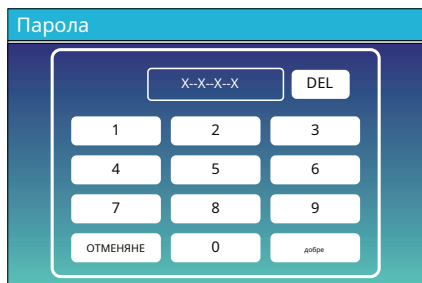 Парола
X--X--X--X DEL
1 2 3
4 5 6
7 8 9
ОТМЕНЯНЕ 0 добре